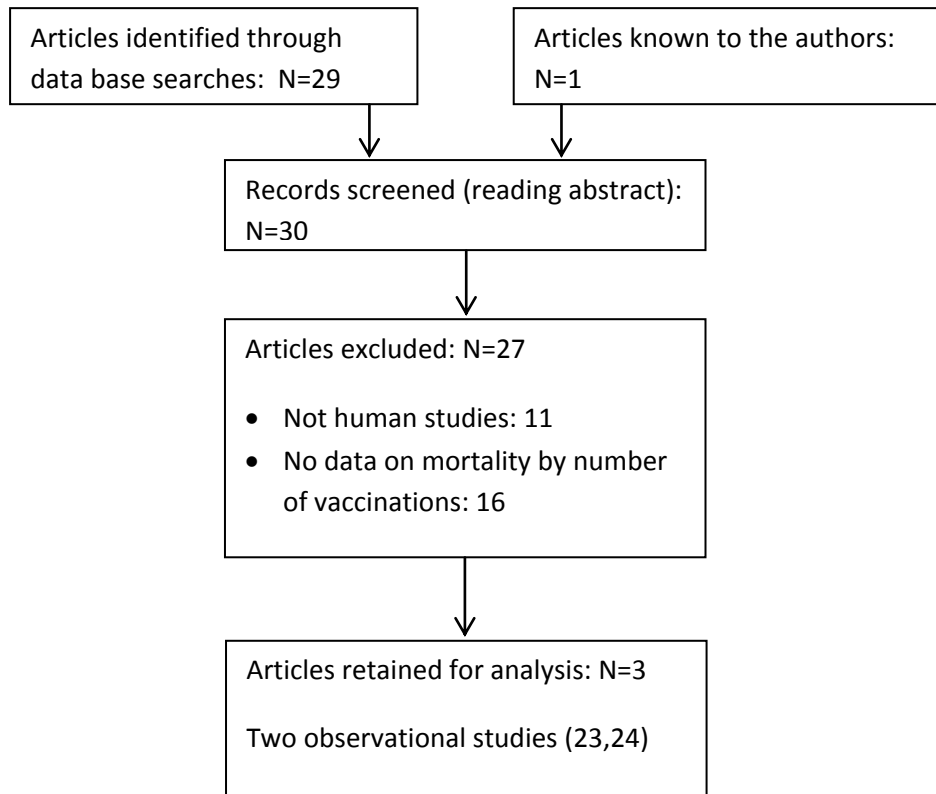 Articles identified through
data base searches:  N=29
Articles known to the authors:
N=1
Records screened (reading abstract):
N=30
Articles excluded: N=27
• Not human studies: 11
• No data on mortality by number
of vaccinations: 16
Articles retained for analysis: N=3
Two observational studies (23,24)